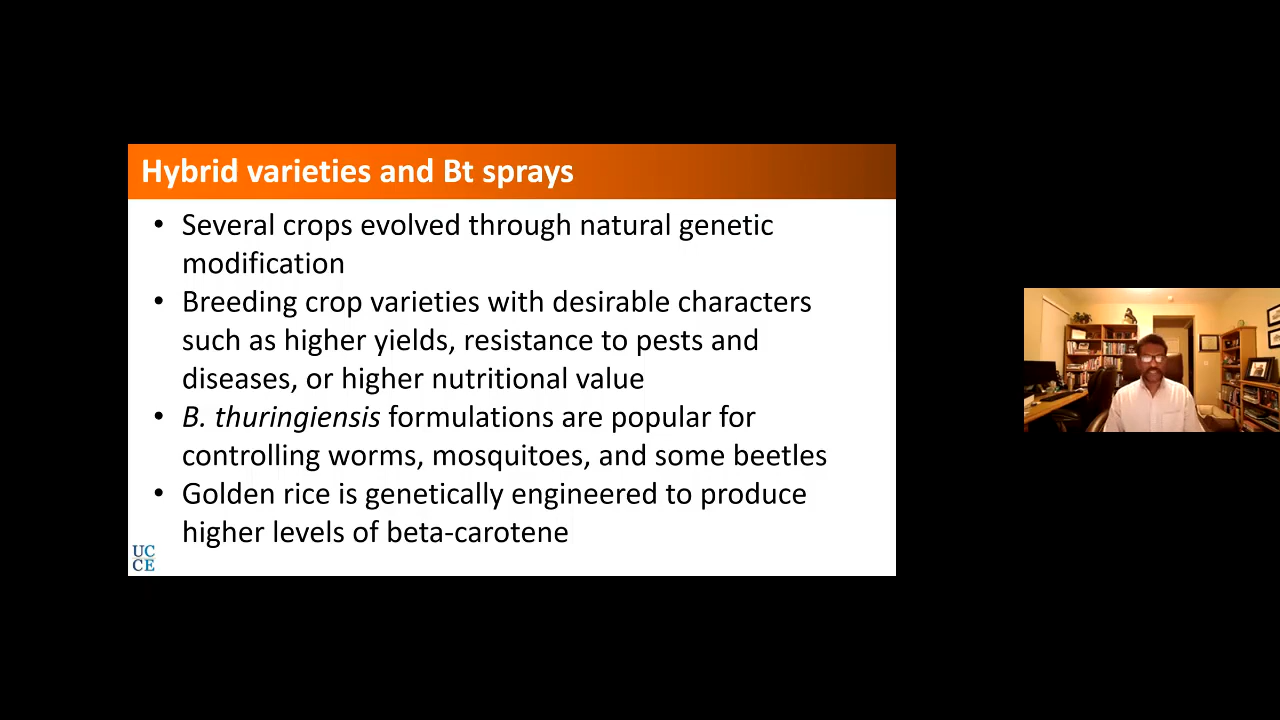 Hybrid varieties and Bt sprays
• Several crops evolved through natural genetic
modification
• Breeding crop varieties with desirable characters
such as higher yields, resistance to pests and
diseases, or higher nutritional value
• B. thuringiensis formulations are popular for
controlling worms, mosquitoes, and some beetles
• Golden rice is genetically engineered to produce
higher levels of beta-carotene
UC
CE